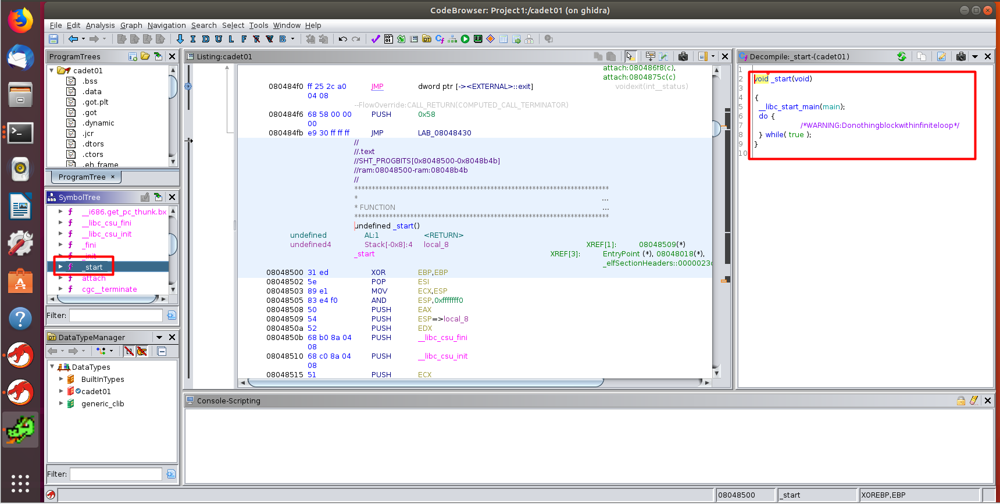 CodeBrowser: Project1:/cadet01 (on ghidra)
File Edit Analysis Graph Navigation Search Select Tools Window Help
I D U L F B
ProgramTrees
cadet01
.bss
.data
.got.plt
.got
.dynamic
.jcr
.dtors
.ctors
.eh_frame
ProgramTree ×
SymbolTree
__i686.get_pc_thunk.bx
__libc_csu_fini
__libc_csu_init
_fini
_init
_start
attach
cgc__terminate
Filter:
DataTypeManager
DataTypes
BuiltInTypes
cadet01
generic_clib
Filter:
Listing:cadet01
attach:080486f8(c),
attach:0804875c(c)
080484f0 ff 25 2c a0 JMP dword ptr [-><EXTERNAL>::exit] voidexit(int__status)
04 08
--FlowOverride:CALL_RETURN(COMPUTED_CALL_TERMINATOR)
080484f6 68 58 00 00 PUSH 0x58
00
080484fb e9 30 ff ff ff JMP LAB_08048430
//
//.text
//SHT_PROGBITS[0x8048500-0x8048b4b]
//ram:08048500-ram:08048b4b
//
*************************************************************************
* ...
* FUNCTION ...
*************************************************************************
undefined _start()
undefined AL:1 <RETURN>
undefined4 Stack[-0x8]:4 local_8 XREF[1]: 08048509(*)
_start XREF[3]: EntryPoint (*), 08048018(*),
_elfSectionHeaders::0000023c
08048500 31 ed XOR EBP,EBP
08048502 5e POP ESI
08048503 89 e1 MOV ECX,ESP
08048505 83 e4 f0 AND ESP,0xfffffff0
08048508 50 PUSH EAX
08048509 54 PUSH ESP=>local_8
0804850a 52 PUSH EDX
0804850b 68 b0 8a 04 PUSH __libc_csu_fini
08
08048510 68 c0 8a 04 PUSH __libc_csu_init
08
08048515 51 PUSH ECX
Decompile:_start-(cadet01)
1
2 void _start(void)
3
4 {
5 __libc_start_main(main);
6 do {
7 /*WARNING:Donothingblockwithinfiniteloop*/
8 } while( true );
9 }
10
Console-Scripting
08048500 _start XOREBP,EBP